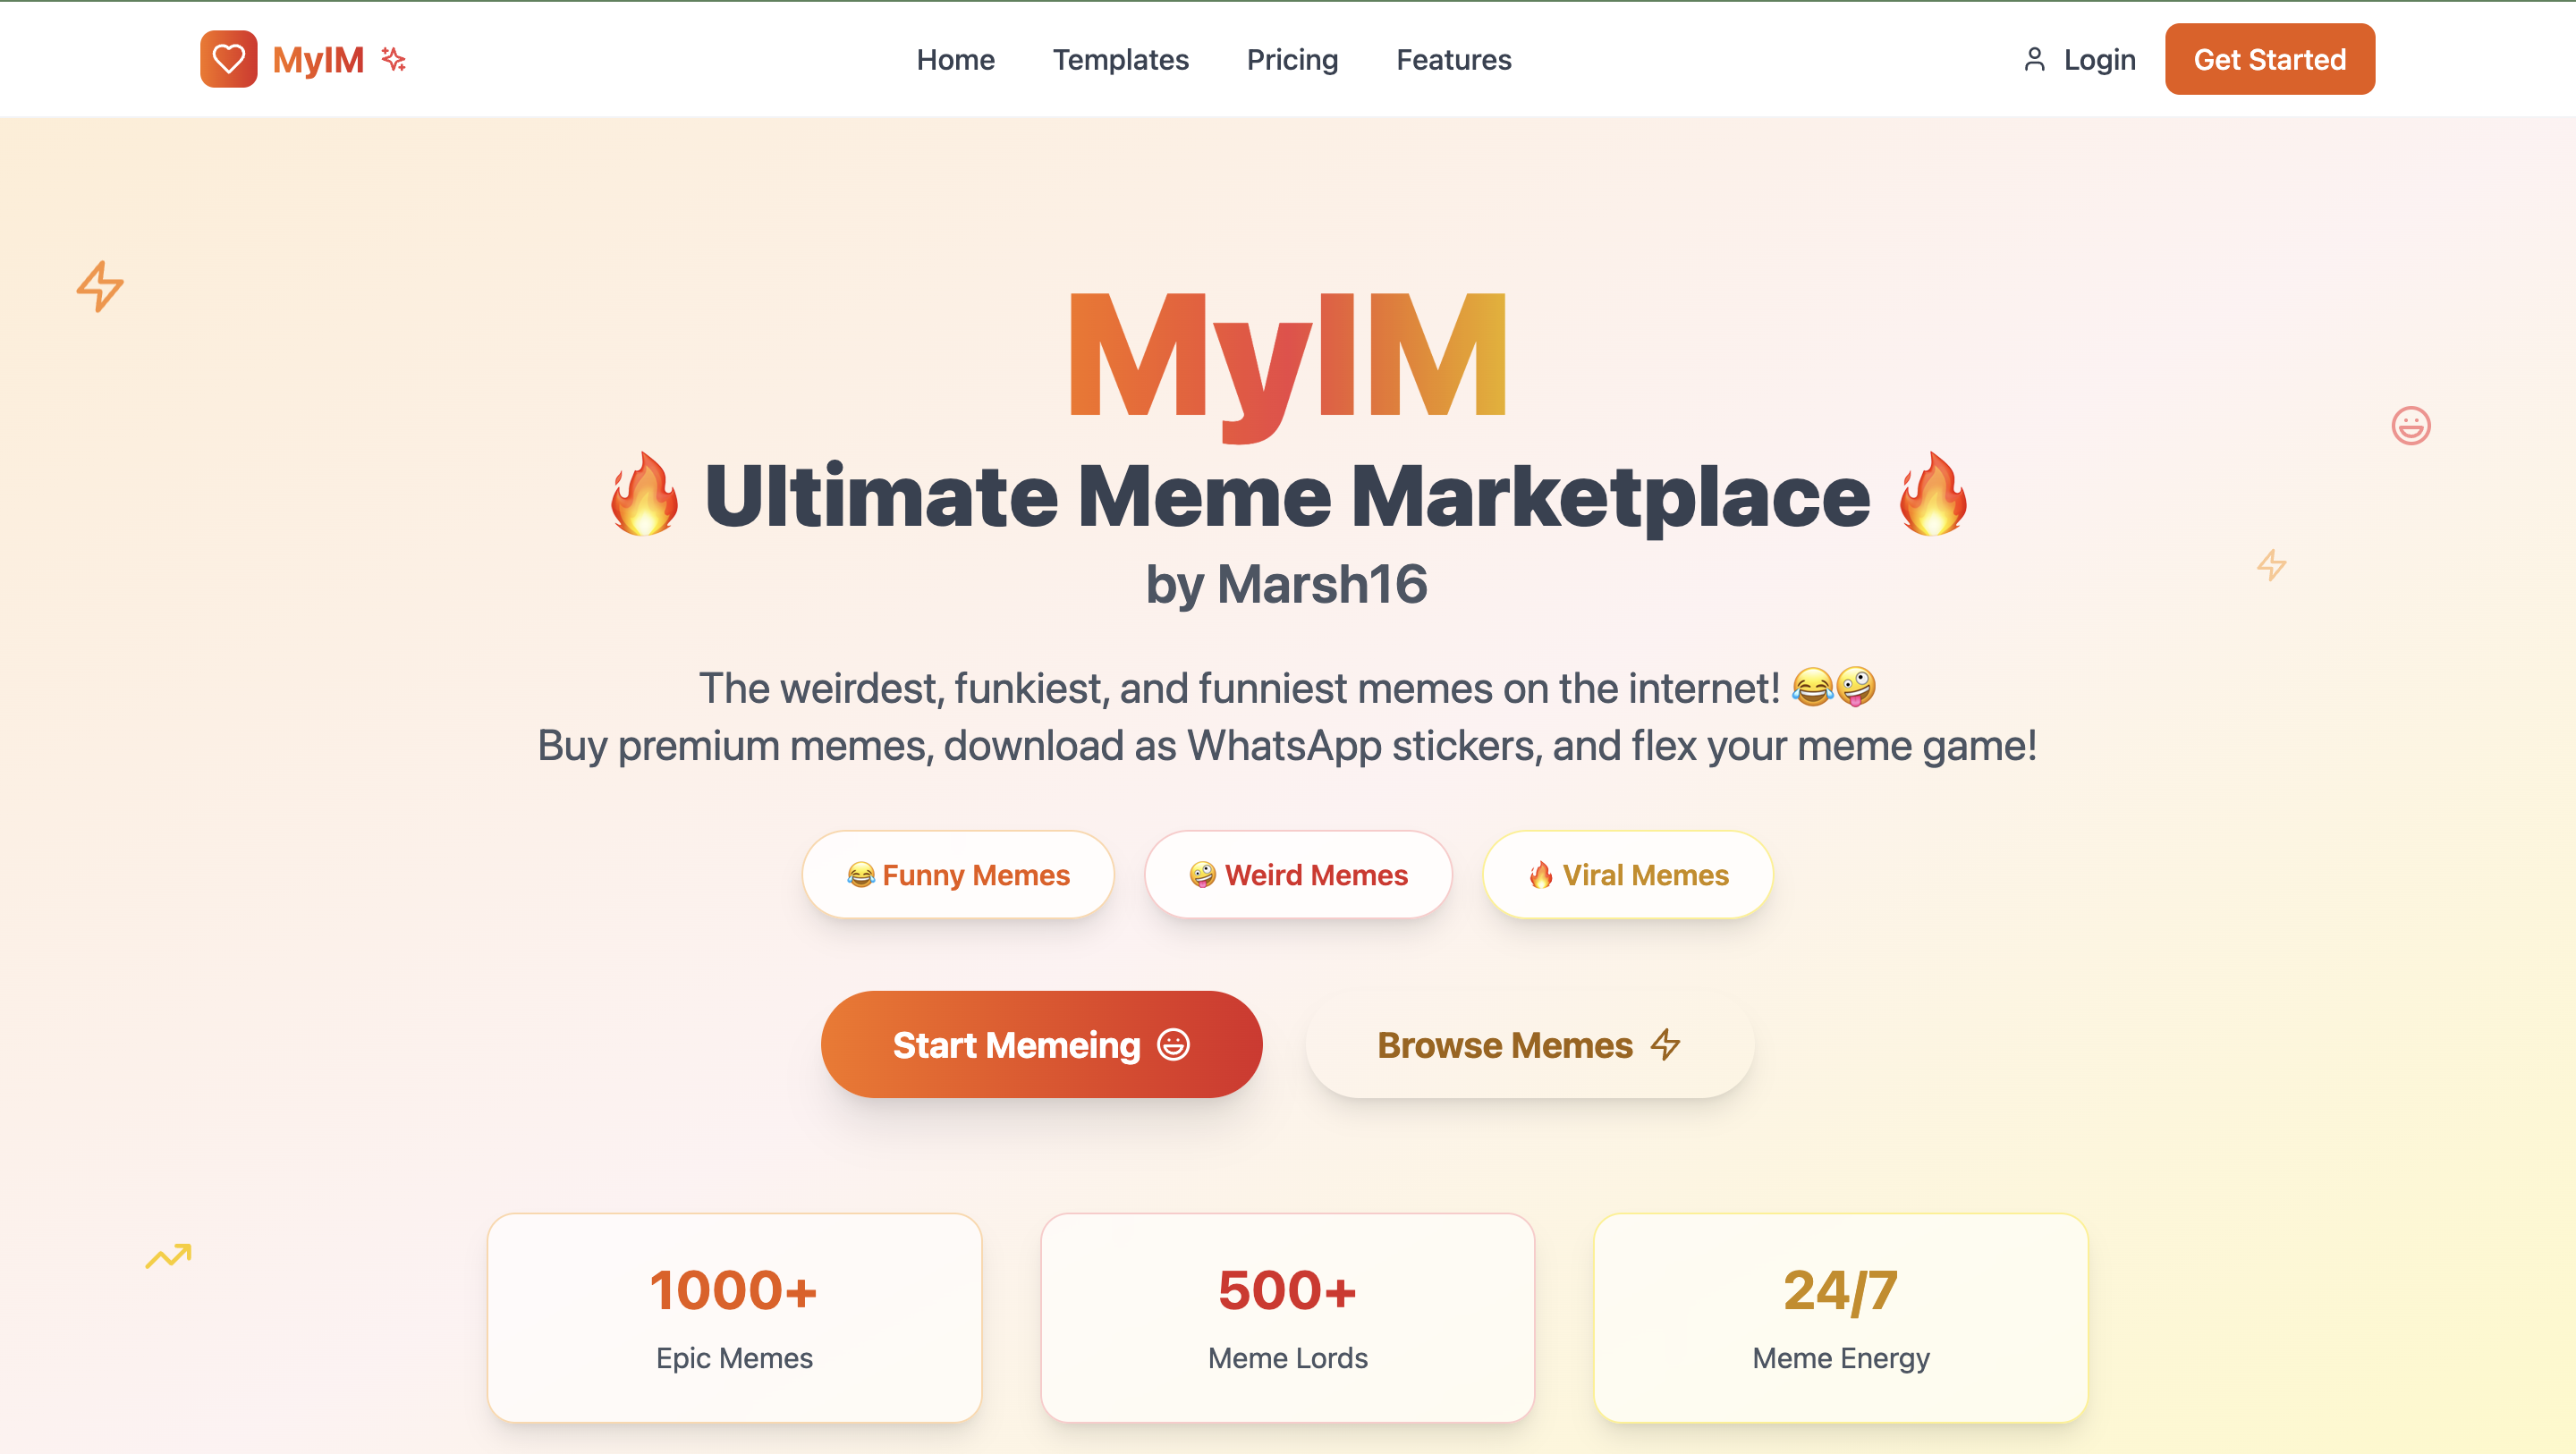 MyIM
Home
Templates
Pricing
Features
Login
Get Started
MyIM
🔥 Ultimate Meme Marketplace 🔥
by Marsh16
The weirdest, funkiest, and funniest memes on the internet! 😂🤪
Buy premium memes, download as WhatsApp stickers, and flex your meme game!
😂 Funny Memes
🤪 Weird Memes
🔥 Viral Memes
Start Memeing
Browse Memes
1000+
Epic Memes
500+
Meme Lords
24/7
Meme Energy